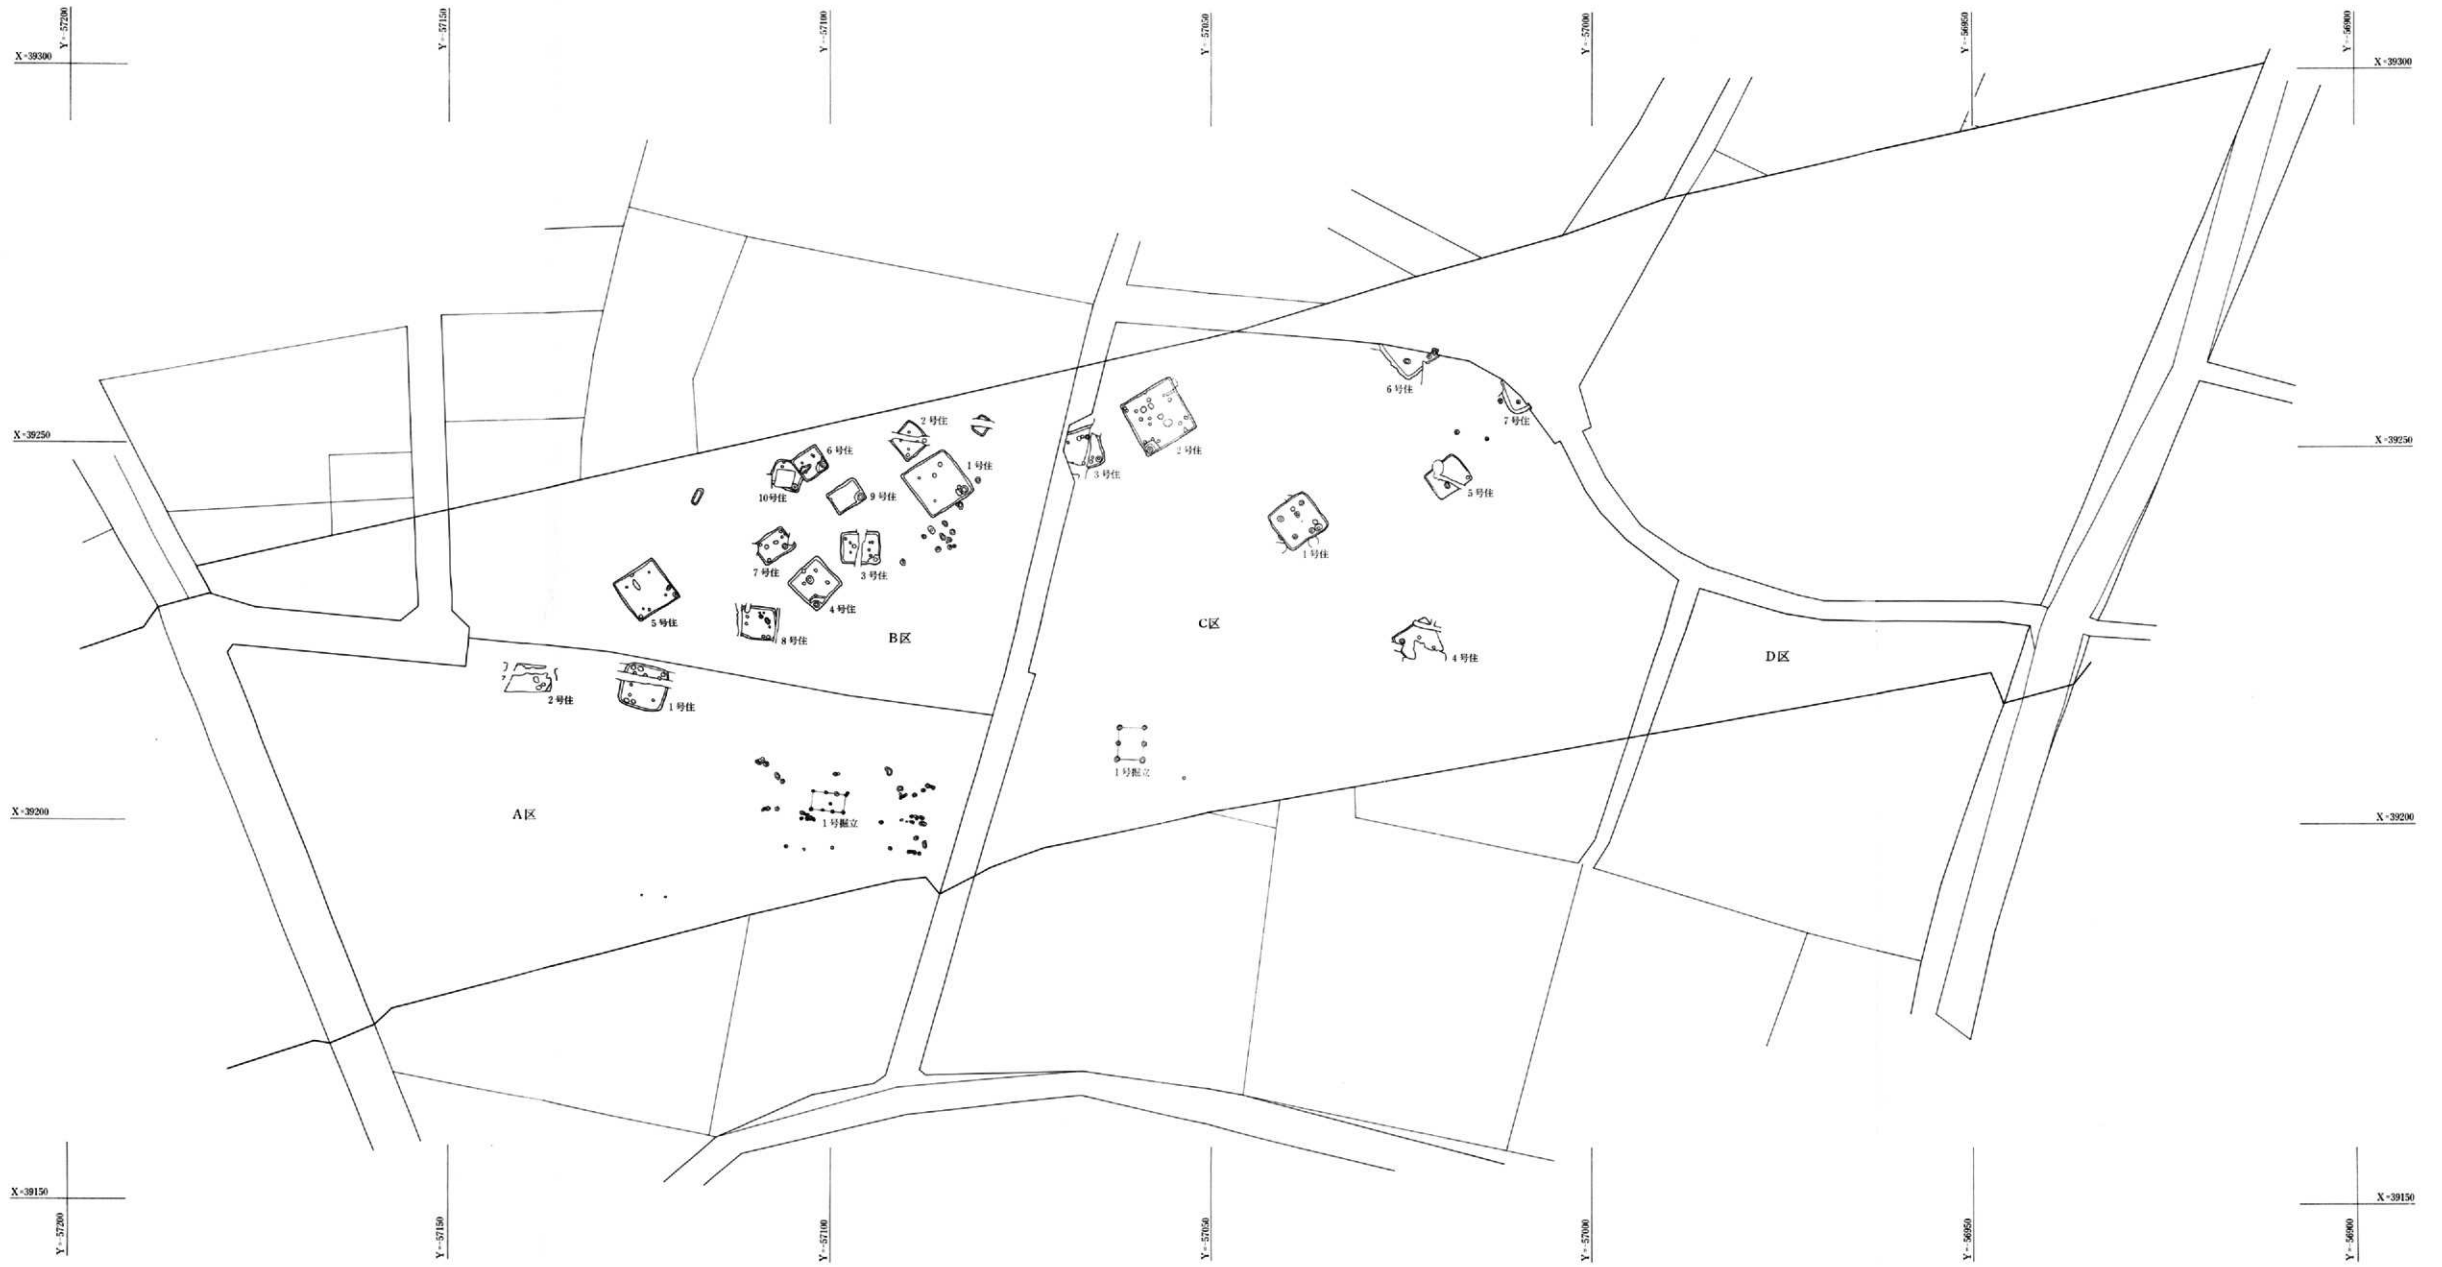 Y=-57200
Y=-57150
Y=-57100
Y=-57050
Y=-57000
Y=-56950
Y=-56900
X=39300
X=39300
6号住
2号住
7号住
X=39250
X=39250
6号住
1号住
2号住
3号住
10号住
9号住
5号住
7号住
3号住
1号住
4号住
5号住
8号住
B区
C区
4号住
D区
2号住
1号住
1号掘立
X=39200
A区
1号掘立
X=39200
X=39150
X=39150
Y=-57200
Y=-57150
Y=-57100
Y=-57050
Y=-57000
Y=-56950
Y=-56900